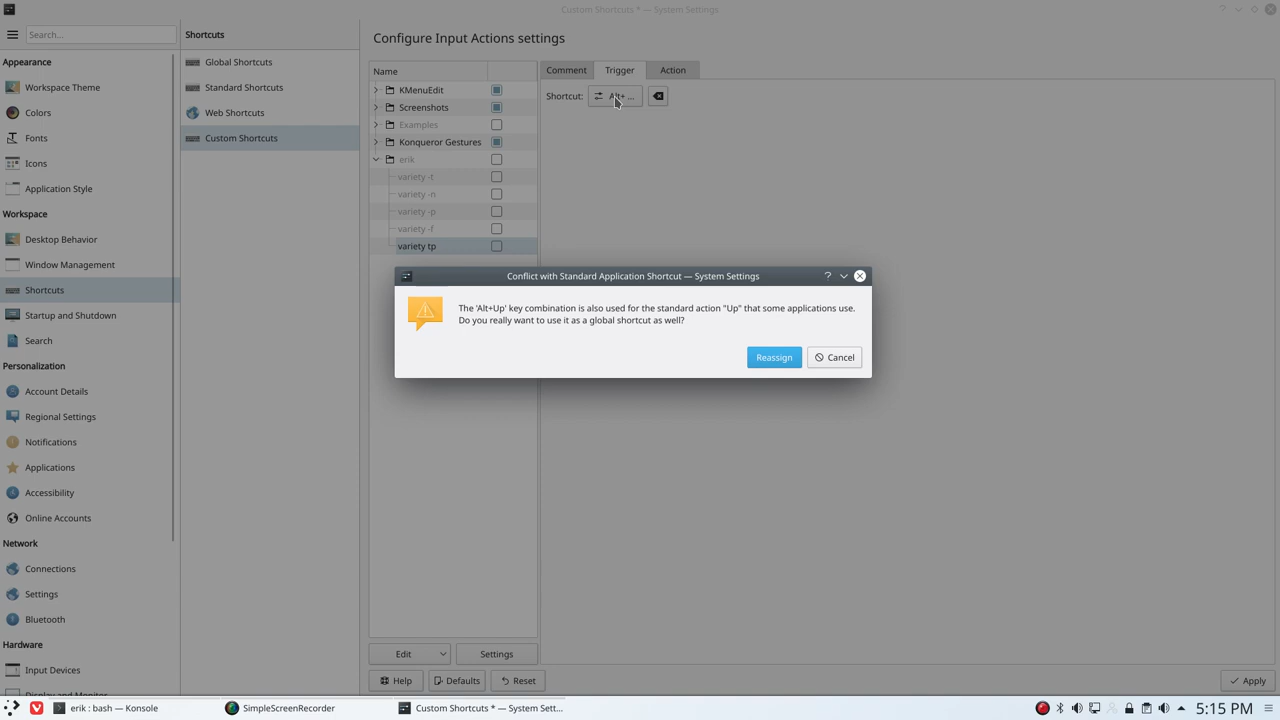 Custom Shortcuts * — System Settings
Search...
Shortcuts
Configure Input Actions settings
Appearance
Workspace Theme
Colors
Fonts
Icons
Application Style
Workspace
Desktop Behavior
Window Management
Shortcuts
Startup and Shutdown
Search
Personalization
Account Details
Regional Settings
Notifications
Applications
Accessibility
Online Accounts
Network
Connections
Settings
Bluetooth
Hardware
Input Devices
Display and Monitor
Global Shortcuts
Standard Shortcuts
Web Shortcuts
Custom Shortcuts
Name
KMenuEdit
Screenshots
Examples
Konqueror Gestures
erik
variety -t
variety -n
variety -p
variety -f
variety tp
Comment
Trigger
Action
Shortcut:
Alt+ ...
Conflict with Standard Application Shortcut — System Settings
The 'Alt+Up' key combination is also used for the standard action "Up" that some applications use.
Do you really want to use it as a global shortcut as well?
Reassign
Cancel
Edit
Settings
Help
Defaults
Reset
Apply
erik : bash — Konsole
SimpleScreenRecorder
Custom Shortcuts * — System Sett...
5:15 PM